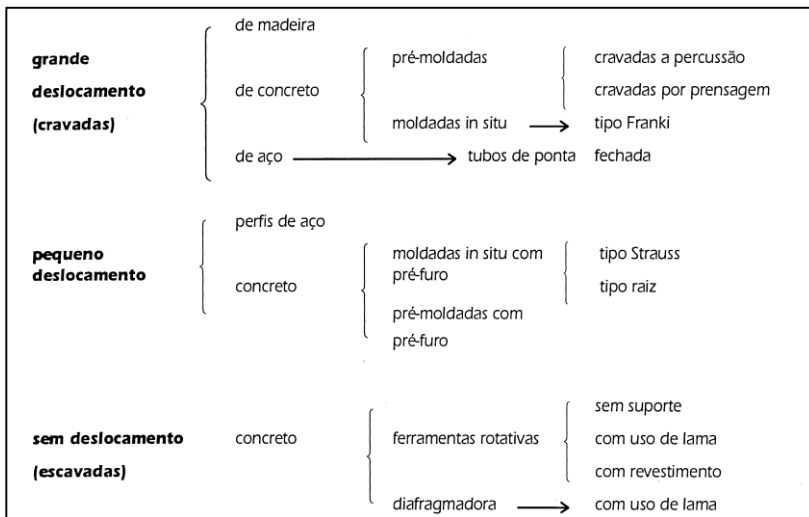 de madeira
grande
deslocamento
(cravadas)
de concreto
pré-moldadas
cravadas a percussão
cravadas por prensagem
moldadas in situ
tipo Franki
de aço
tubos de ponta fechada
perfis de aço
pequeno
deslocamento
concreto
moldadas in situ com
pré-furo
tipo Strauss
tipo raiz
pré-moldadas com
pré-furo
sem deslocamento
(escavadas)
concreto
ferramentas rotativas
sem suporte
com uso de lama
com revestimento
diafragmadora
com uso de lama